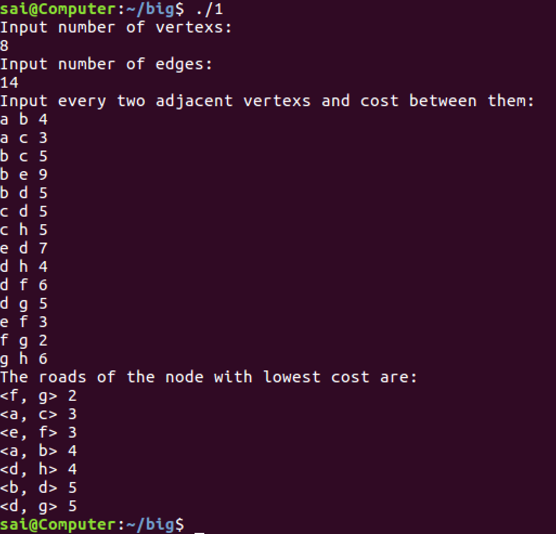 sai@Computer:~/big$ ./1
Input number of vertexs:
8
Input number of edges:
14
Input every two adjacent vertexs and cost between them:
a b 4
a c 3
b c 5
b e 9
b d 5
c d 5
c h 5
e d 7
d h 4
d f 6
d g 5
e f 3
f g 2
g h 6
The roads of the node with lowest cost are:
<f, g> 2
<a, c> 3
<e, f> 3
<a, b> 4
<d, h> 4
<b, d> 5
<d, g> 5
sai@Computer:~/big$ _